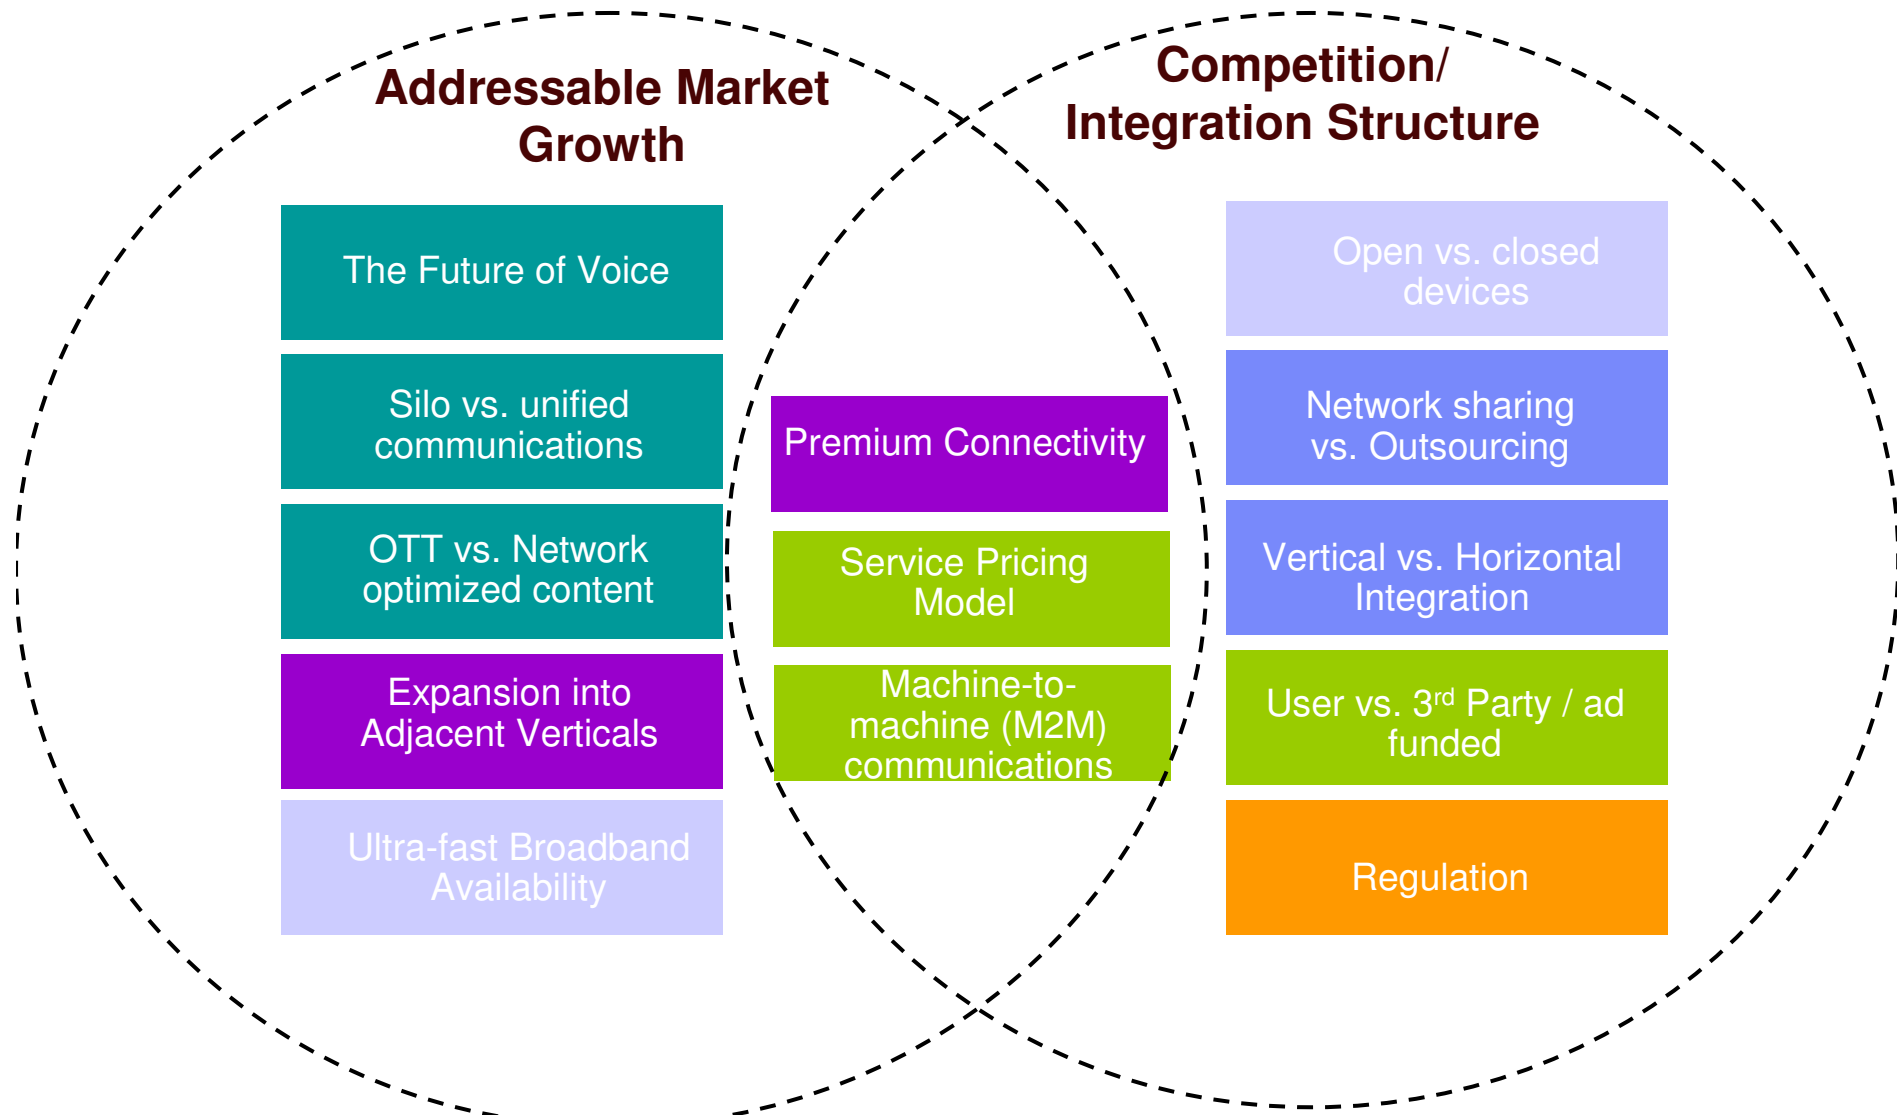 Addressable Market
Growth
The Future of Voice
Silo vs. unified
communications
OTT vs. Network
optimized content
Expansion into
Adjacent Verticals
Ultra-fast Broadband
Availability
Premium Connectivity
Service Pricing
Model
Machine-to-
machine (M2M)
communications
Competition/
Integration Structure
Open vs. closed
devices
Network sharing
vs. Outsourcing
Vertical vs. Horizontal
Integration
User vs. 3rd Party / ad
funded
Regulation